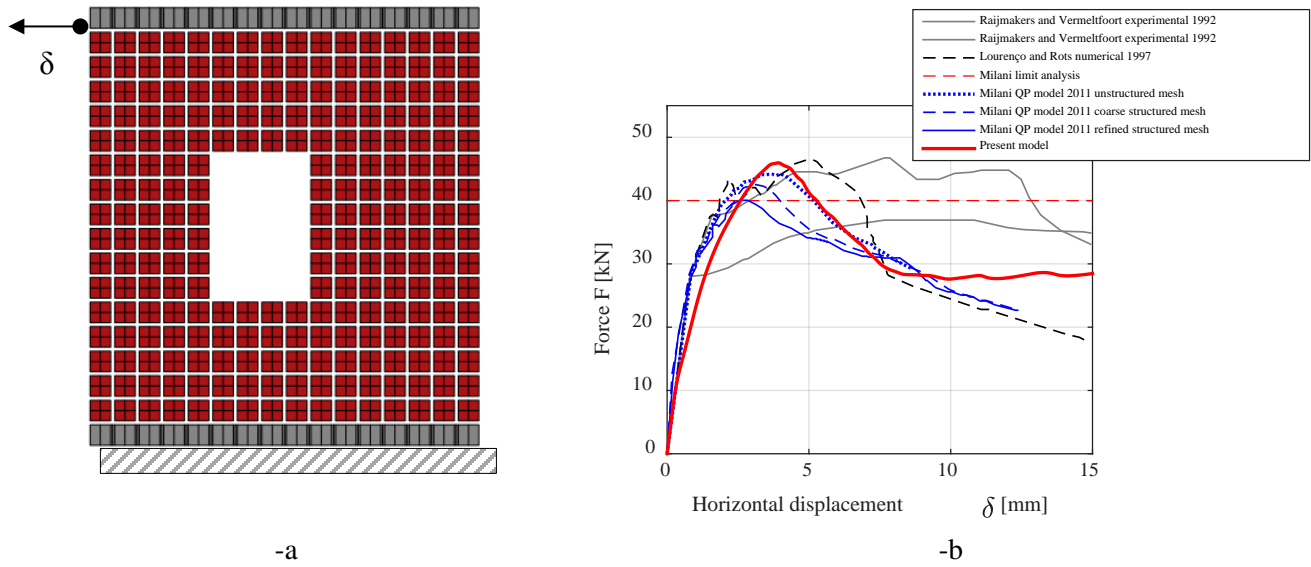 δ
-a
Raijmakers and Vermeltfoort experimental 1992
Raijmakers and Vermeltfoort experimental 1992
Lourenço and Rots numerical 1997
Milani limit analysis
Milani QP model 2011 unstructured mesh
Milani QP model 2011 coarse structured mesh
Milani QP model 2011 refined structured mesh
Present model
Force F [kN]
50
40
30
20
10
0
0 5 10 15
Horizontal displacement δ [mm]
-b